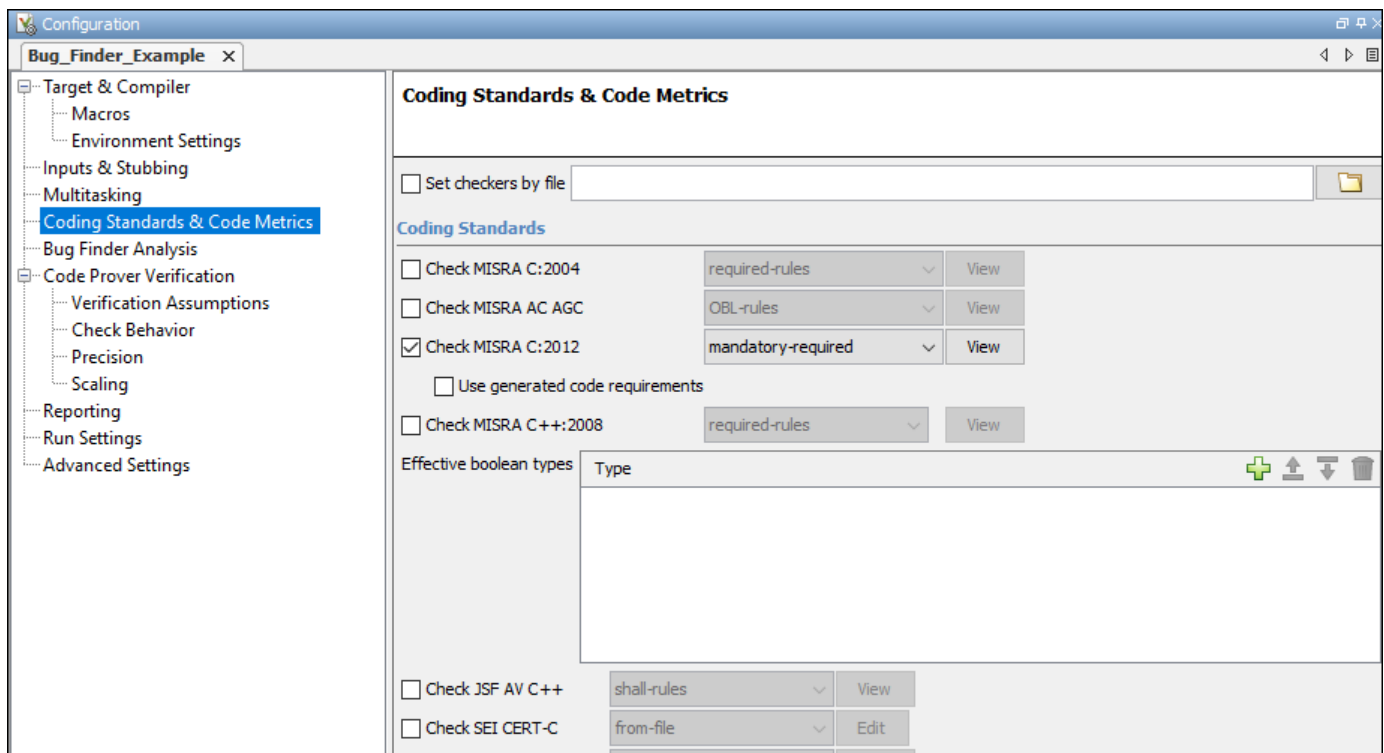 Configuration
Bug_Finder_Example X
Target & Compiler
Macros
Environment Settings
Inputs & Stubbing
Multitasking
Coding Standards & Code Metrics
Bug Finder Analysis
Code Prover Verification
Verification Assumptions
Check Behavior
Precision
Scaling
Reporting
Run Settings
Advanced Settings
Coding Standards & Code Metrics
Set checkers by file
Coding Standards
Check MISRA C:2004 required-rules View
Check MISRA AC AGC OBL-rules View
Check MISRA C:2012 mandatory-required View
Use generated code requirements
Check MISRA C++:2008 required-rules View
Effective boolean types Type
Check JSF AV C++ shall-rules View
Check SEI CERT-C from-file Edit